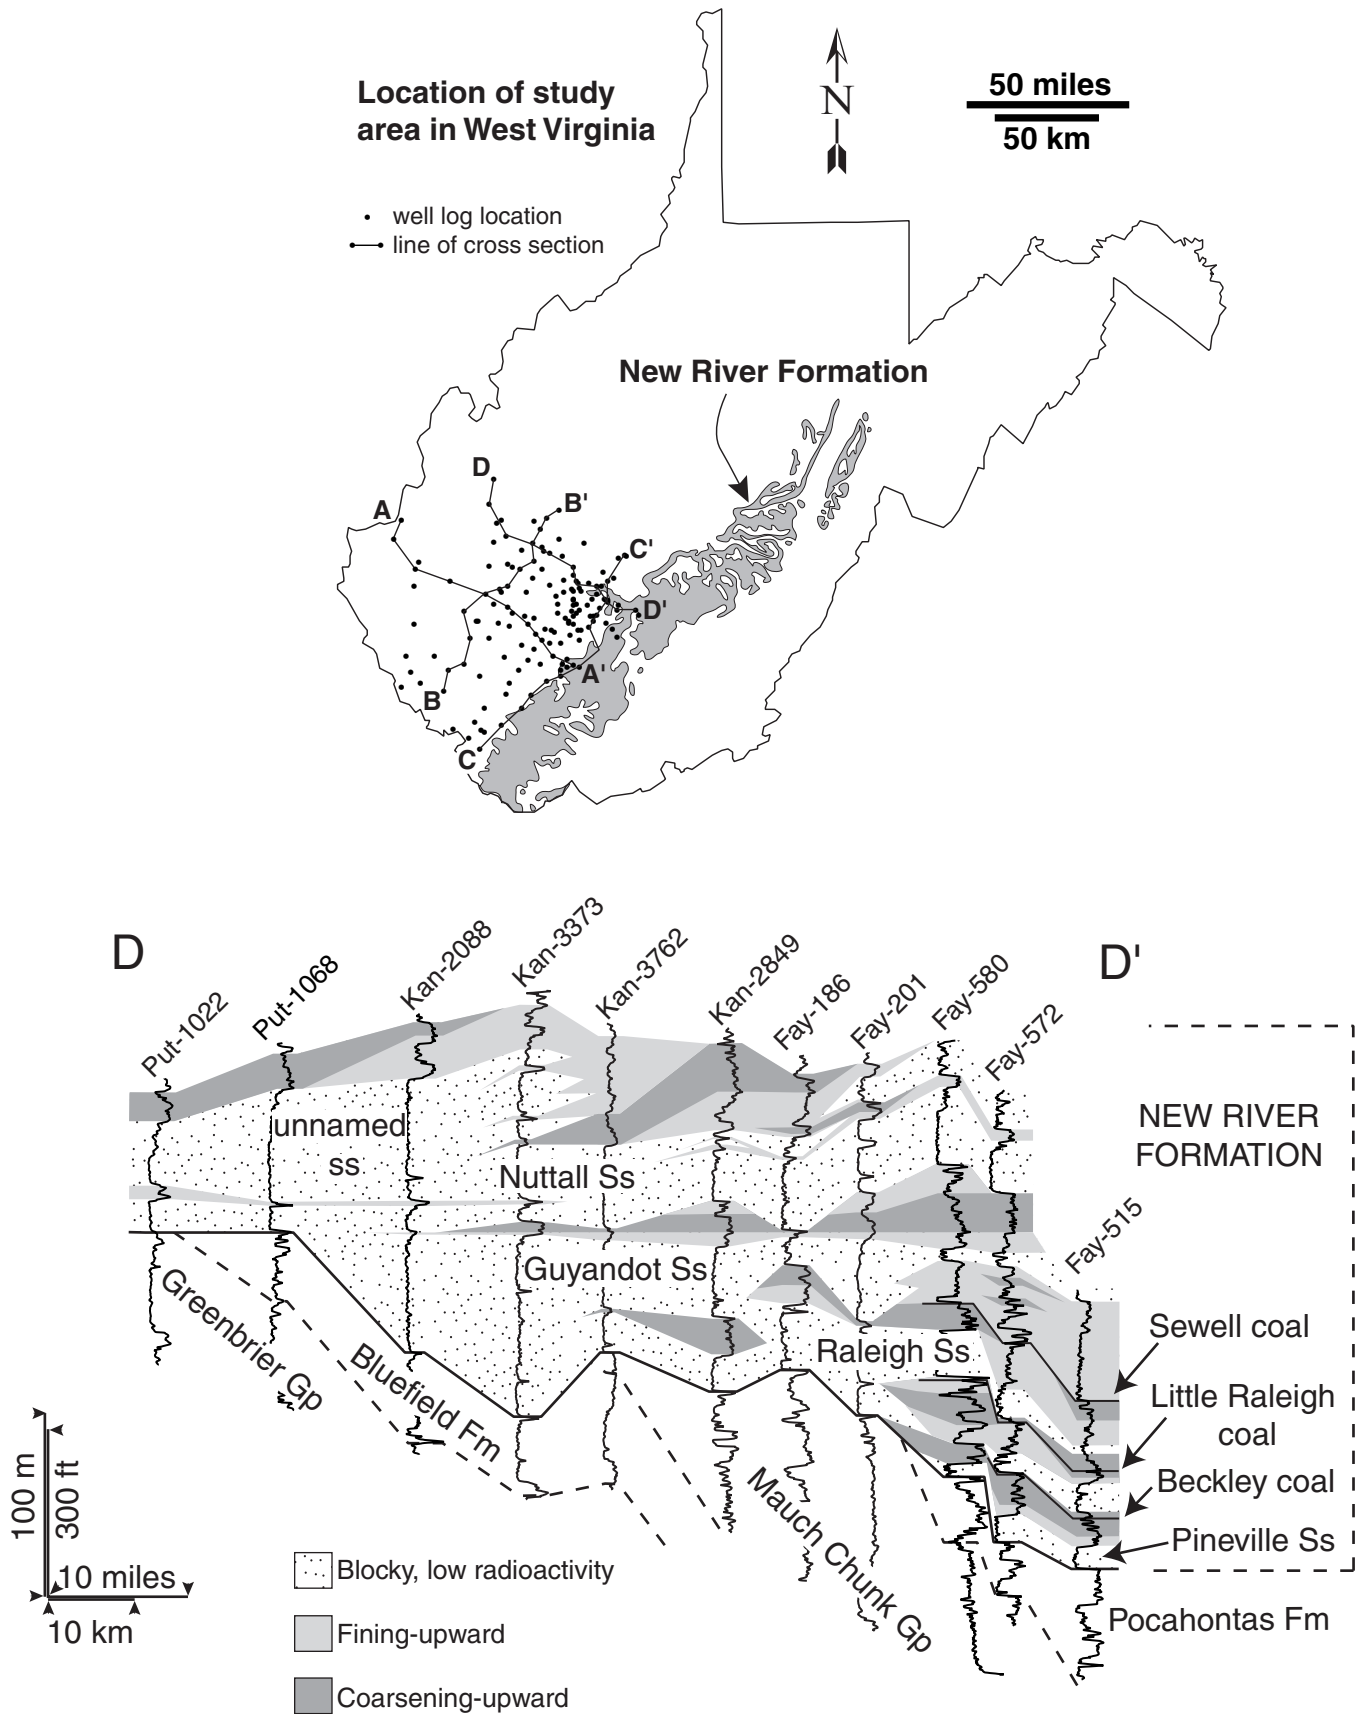 Location of study
area in West Virginia
N
50 miles
50 km
well log location
line of cross section
New River Formation
D
B'
A
C'
D'
A'
B
C
D
D'
Put-1022
Put-1068
Kan-2088
Kan-3373
Kan-3762
Kan-2849
Fay-186
Fay-201
Fay-580
Fay-572
Fay-515
NEW RIVER
FORMATION
unnamed
ss
Nuttall Ss
Guyandot Ss
Raleigh Ss
Greenbrier Gp
Bluefield Fm
Mauch Chunk Gp
Sewell coal
Little Raleigh
coal
Beckley coal
Pineville Ss
Pocahontas Fm
100 m
300 ft
10 miles
10 km
Blocky, low radioactivity
Fining-upward
Coarsening-upward